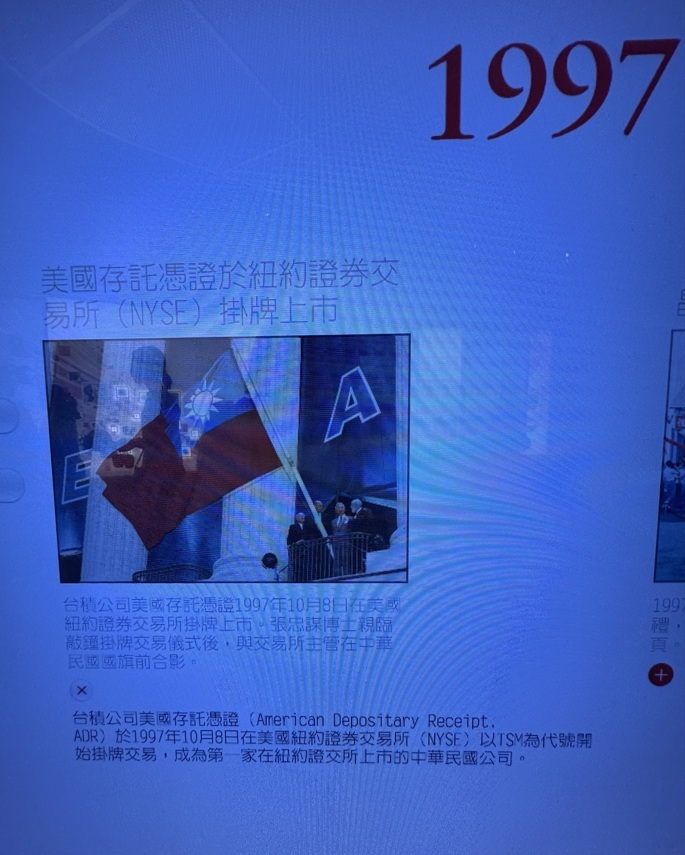 1997
美國存託憑證於紐約證券交
易所（NYSE）掛牌上市
A
E
台積公司美國存託憑證1997年10月8日在美國
紐約證券交易所掛牌上市。張忠謀博士親臨
敲鐘掛牌交易儀式後，與交易所主管在中華
民國國旗前合影。
台積公司美國存託憑證（American Depositary Receipt,
ADR）於1997年10月8日在美國紐約證券交易所（NYSE）以TSM為代號開
始掛牌交易，成為第一家在紐約證交所上市的中華民國公司。
199
禮，
頁。